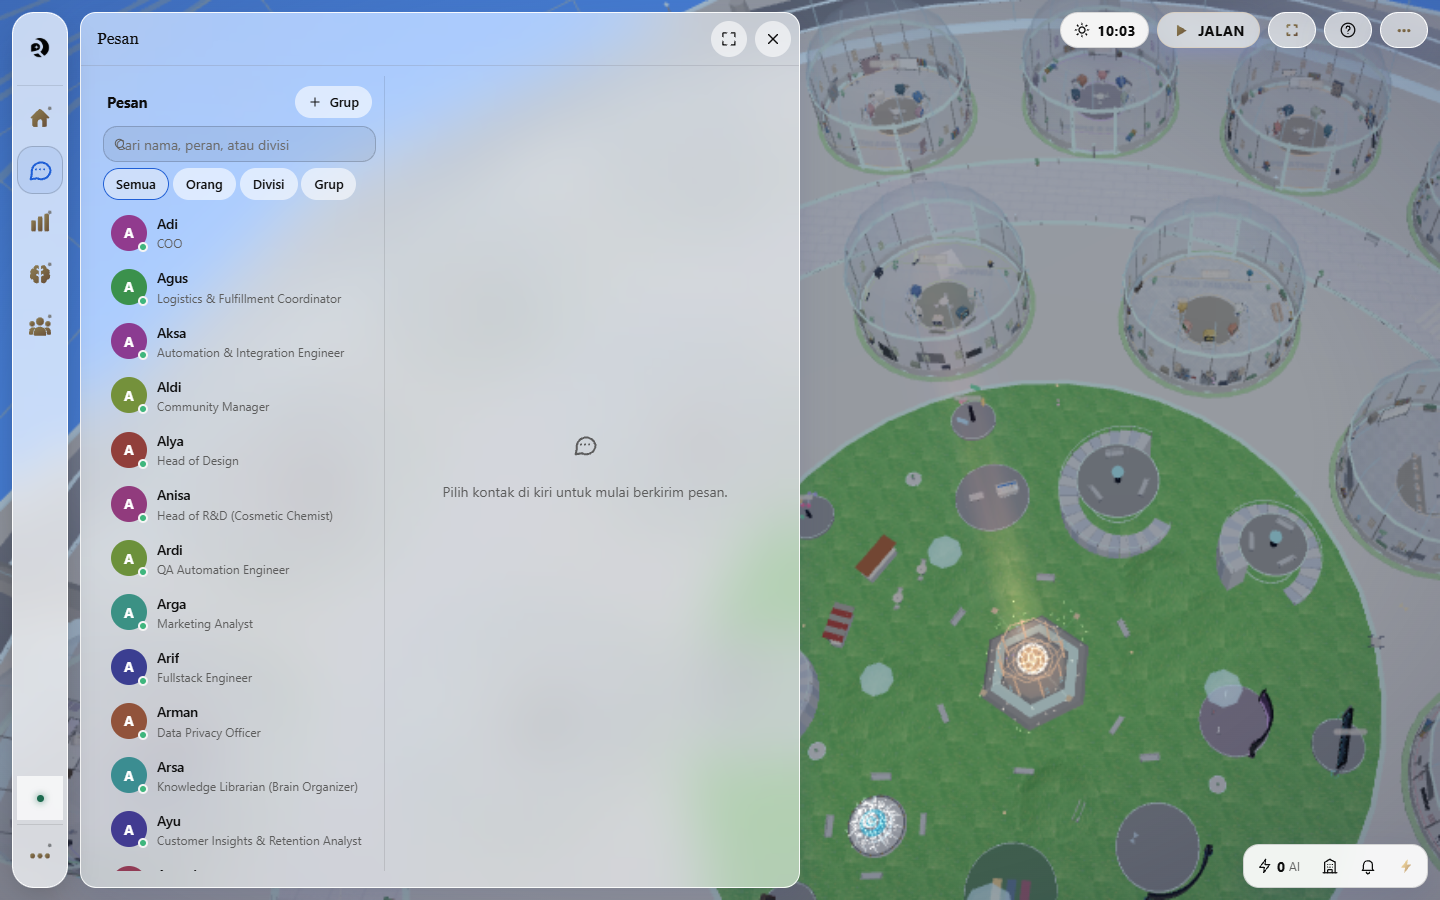 Pesan
10:03
JALAN
Pesan
Grup
Cari nama, peran, atau divisi
Semua
Orang
Divisi
Grup
A
Adi
COO
A
Agus
Logistics & Fulfillment Coordinator
A
Aksa
Automation & Integration Engineer
A
Aldi
Community Manager
A
Alya
Head of Design
A
Anisa
Head of R&D (Cosmetic Chemist)
A
Ardi
QA Automation Engineer
A
Arga
Marketing Analyst
A
Arif
Fullstack Engineer
A
Arman
Data Privacy Officer
A
Arsa
Knowledge Librarian (Brain Organizer)
A
Ayu
Customer Insights & Retention Analyst
Pilih kontak di kiri untuk mulai berkirim pesan.
0 AI